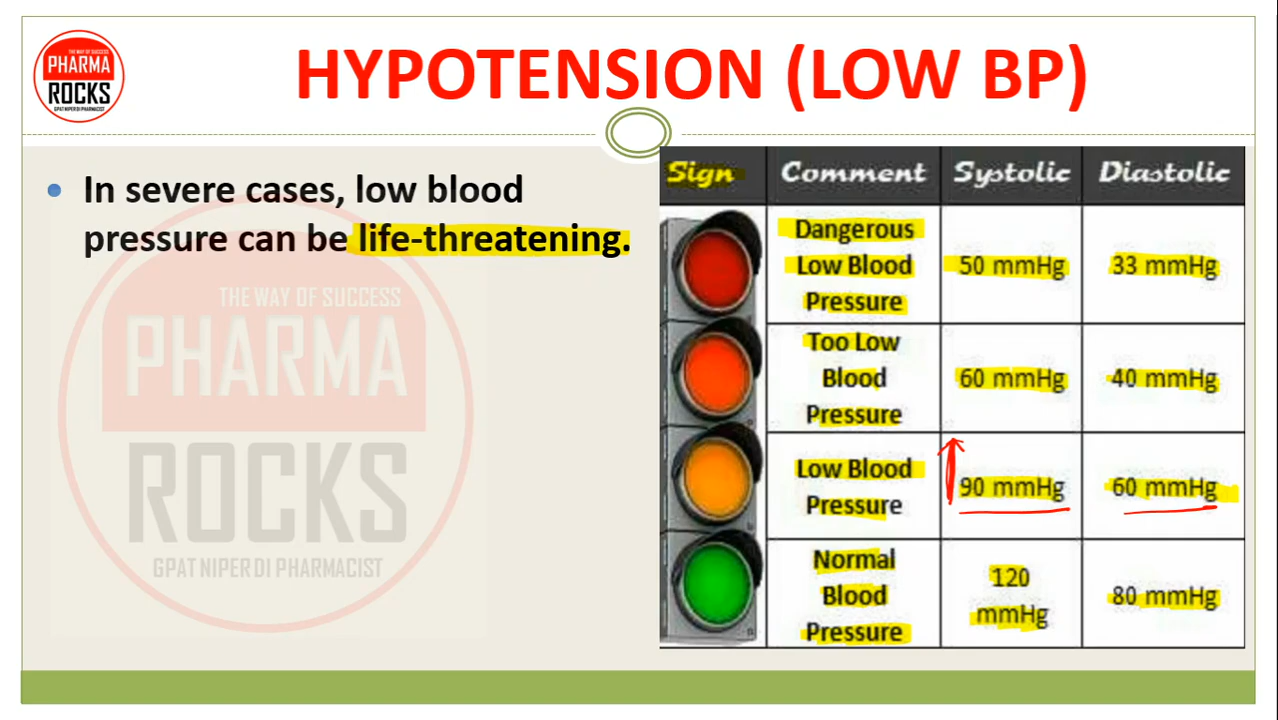 THE WAY OF SUCCESS
PHARMA
ROCKS
GPAT NIPER DI PHARMACIST
HYPOTENSION (LOW BP)
• In severe cases, low blood
pressure can be life-threatening.
THE WAY OF SUCCESS
PHARMA
ROCKS
GPAT NIPER DI PHARMACIST
Sign Comment Systolic Diastolic
Dangerous
Low Blood 50 mmHg 33 mmHg
Pressure
Too Low
Blood 60 mmHg 40 mmHg
Pressure
Low Blood
Pressure 90 mmHg 60 mmHg
Normal
Blood 120 80 mmHg
Pressure mmHg